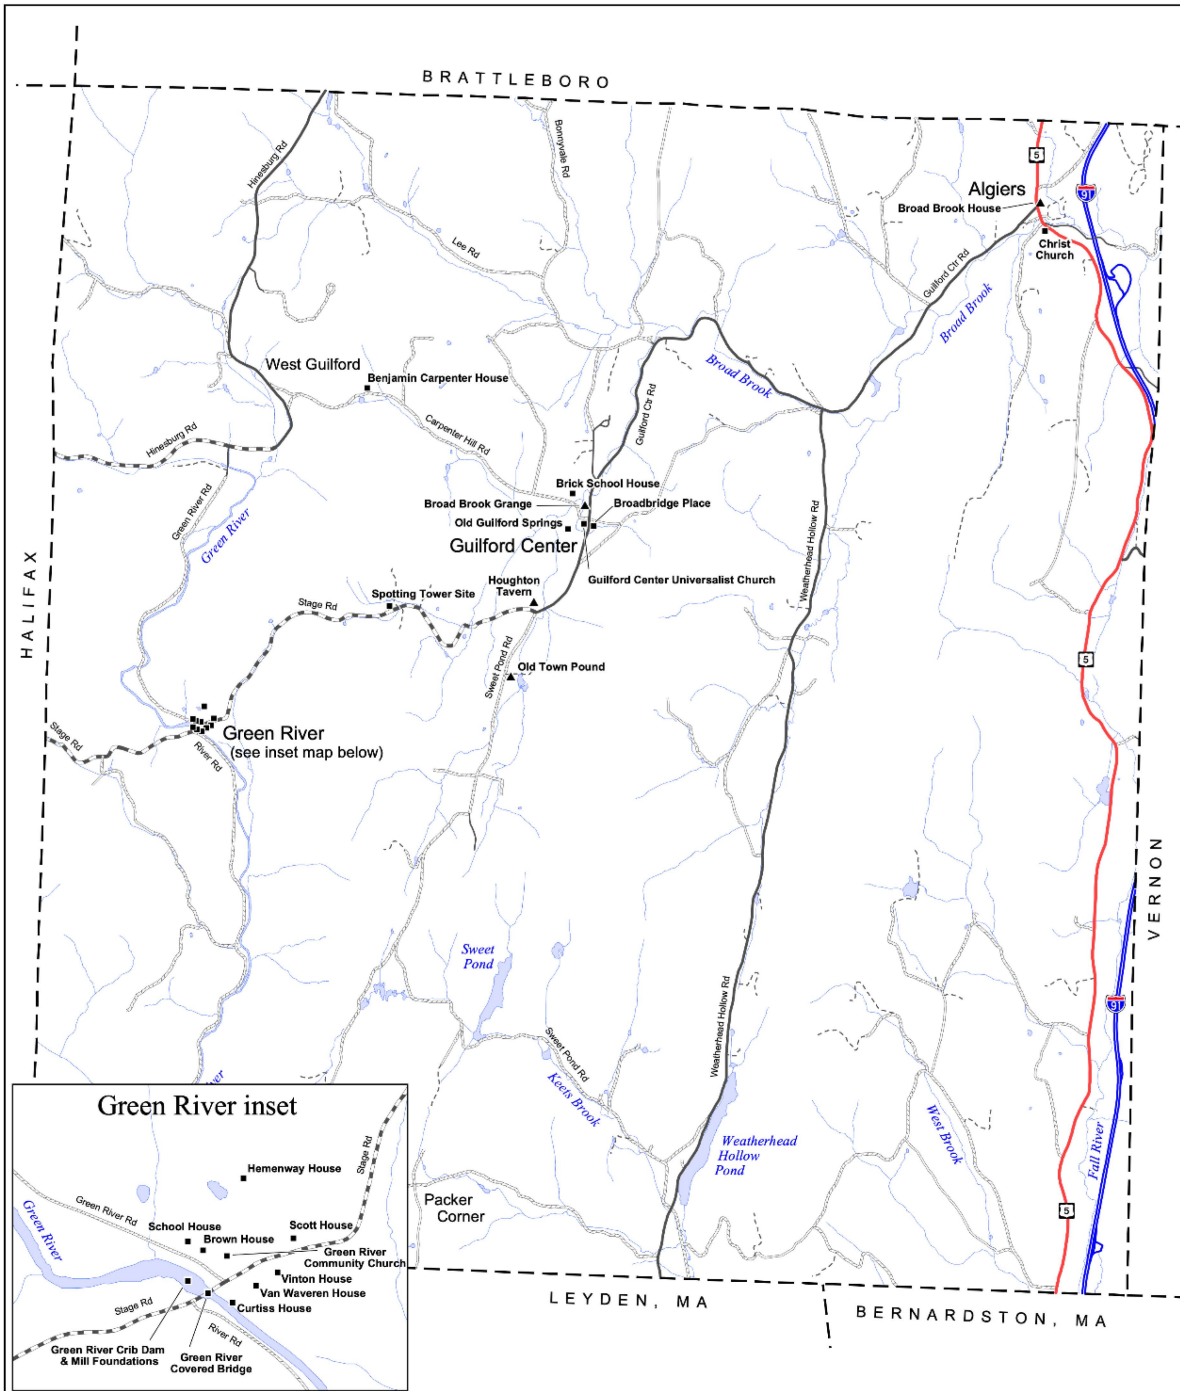 BRATTLEBORO
Hinesburg Rd
Bonnyvale Rd
5
91
Algiers
Broad Brook House
Christ
Church
Lee Rd
Guilford Ctr Rd
Broad Brook
West Guilford
Benjamin Carpenter House
Broad Brook
Guilford Ctr Rd
Carpenter Hill Rd
Hinesburg Rd
Green River Rd
Green River
Brick School House
Broad Brook Grange
Broadbridge Place
Old Guilford Springs
Guilford Center
Guilford Center Universalist Church
Weatherhead Hollow Rd
HALIFAX
Houghton
Tavern
Spotting Tower Site
Stage Rd
Sweet Pond Rd
Old Town Pound
5
Stage Rd
Green River
(see inset map below)
River Rd
VERNON
Sweet
Pond
Weatherhead Hollow Rd
91
Sweet Pond Rd
Keets Brook
West Brook
Fall River
Weatherhead
Hollow
Pond
Packer
Corner
5
LEYDEN, MA
BERNARDSTON, MA
Green River inset
Stage Rd
Hemenway House
Green River Rd
Green River
School House
Brown House
Scott House
Green River
Community Church
Vinton House
Van Waveren House
Curtiss House
Stage Rd
River Rd
Green River Crib Dam
& Mill Foundations
Green River
Covered Bridge